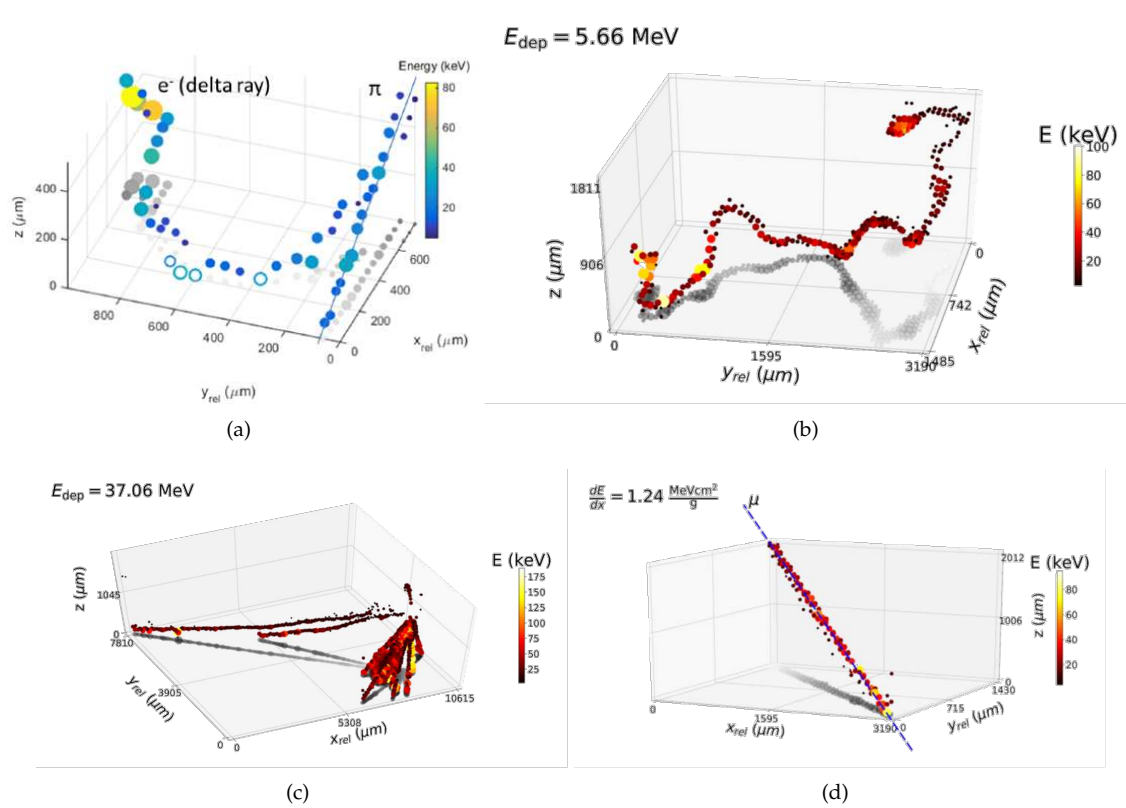 e- (delta ray)
π
Energy (keV)
80
60
40
20
z (μm)
400
200
0
800
600
400
200
0
y_rel (μm)
0
200
400
600
x_rel (μm)
(a)
E_dep = 5.66 MeV
E (keV)
100
80
60
40
20
z (μm)
1811
906
0
0
1595
3190
y_rel (μm)
0
742
1485
x_rel (μm)
(b)
E_dep = 37.06 MeV
E (keV)
175
150
125
100
75
50
25
z (μm)
1045
0
7810
3905
0
y_rel (μm)
0
5308
10615
x_rel (μm)
(c)
dE/dx = 1.24 MeVcm²/g
μ
E (keV)
80
60
40
20
2012
1006
0
z (μm)
0
1595
3190
x_rel (μm)
0
715
1430
y_rel (μm)
(d)